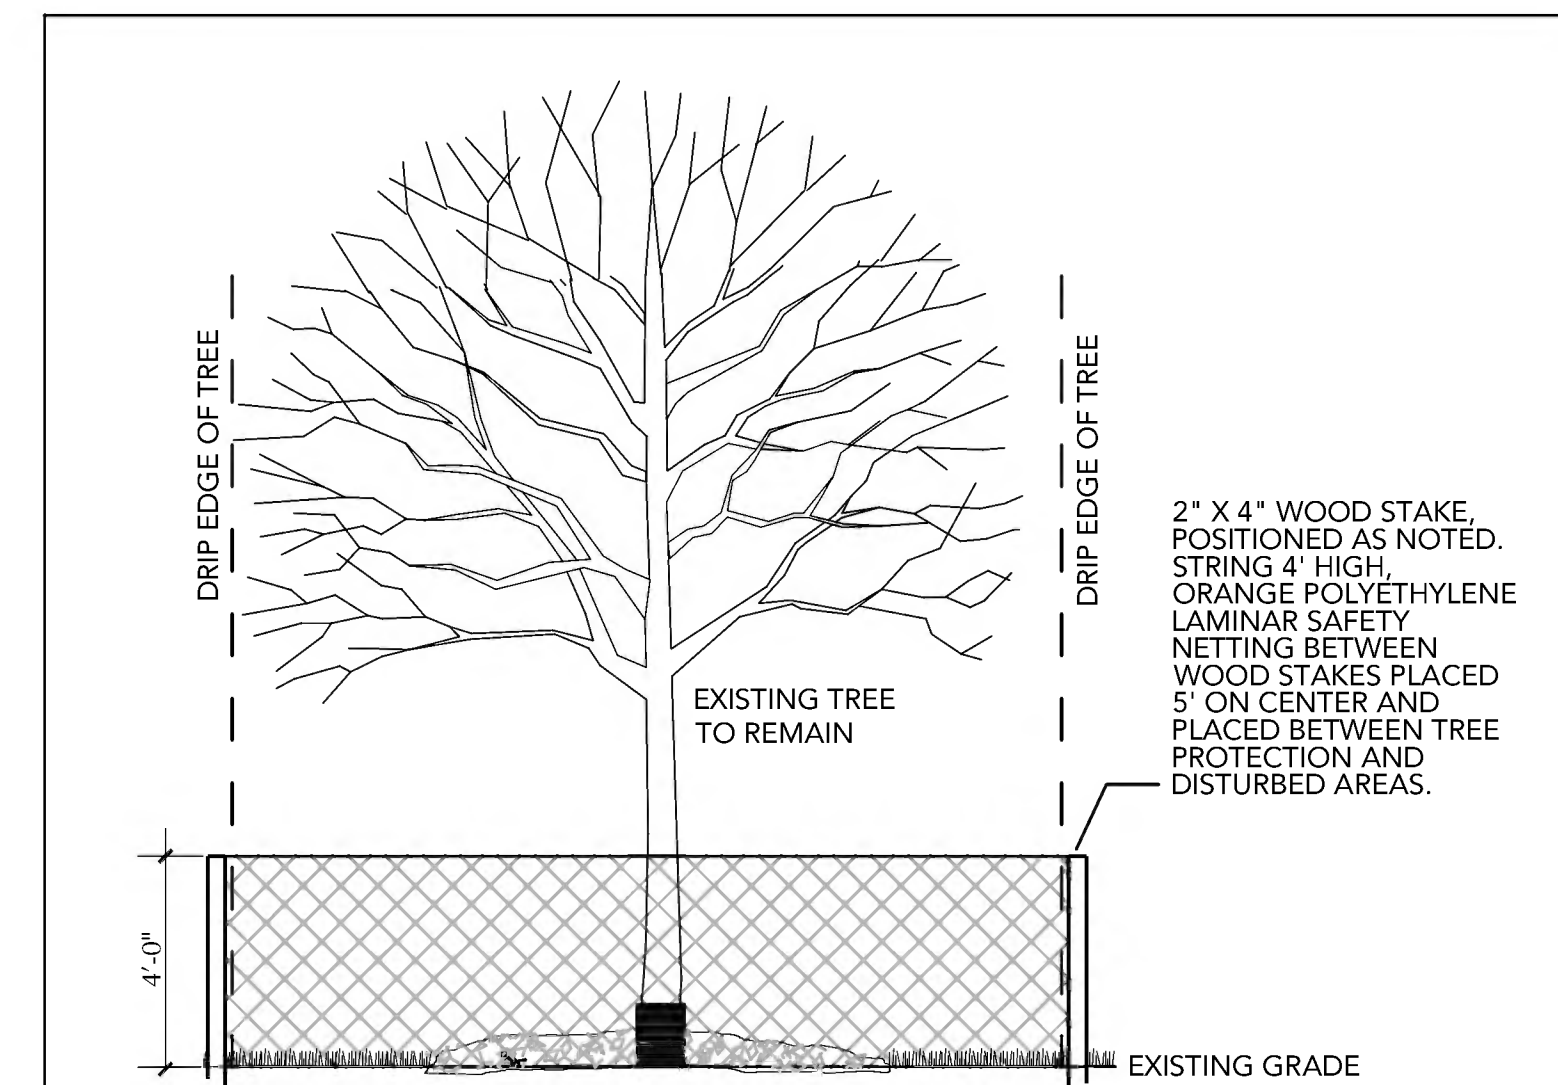 DRIP EDGE OF TREE
DRIP EDGE OF TREE
2" X 4" WOOD STAKE,
POSITIONED AS NOTED.
STRING 4' HIGH,
ORANGE POLYETHYLENE
LAMINAR SAFETY
NETTING BETWEEN
WOOD STAKES PLACED
5' ON CENTER AND
PLACED BETWEEN TREE
PROTECTION AND
DISTURBED AREAS.
EXISTING TREE
TO REMAIN
4'-0"
EXISTING GRADE